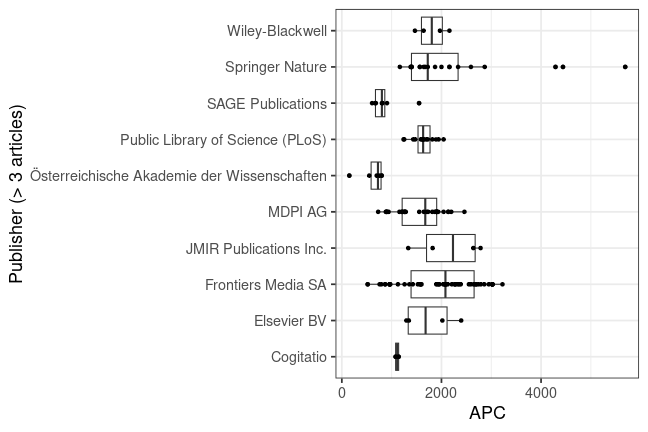 Publisher (> 3 articles)
Wiley-Blackwell
Springer Nature
SAGE Publications
Public Library of Science (PLoS)
Österreichische Akademie der Wissenschaften
MDPI AG
JMIR Publications Inc.
Frontiers Media SA
Elsevier BV
Cogitatio
0 2000 4000
APC